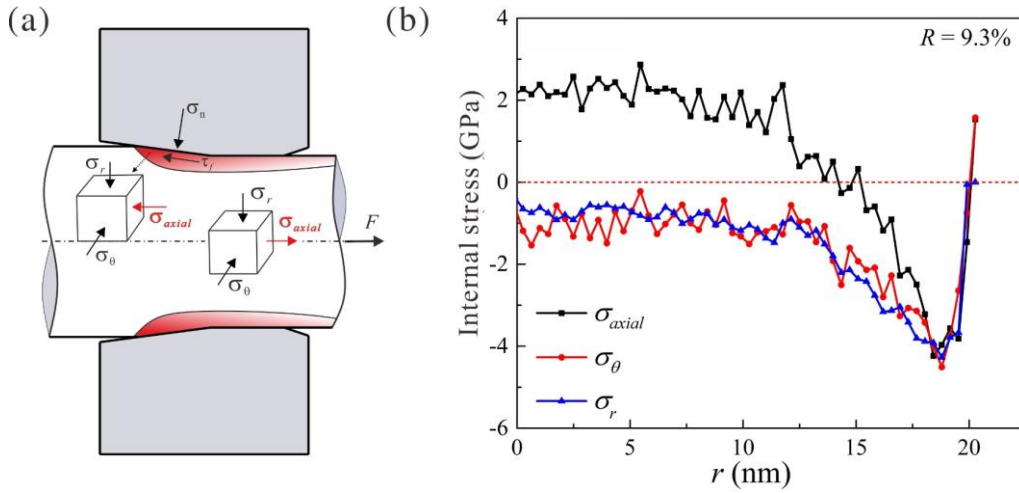 (a)
σn
τf
σr
σaxial
σθ
σr
σaxial
σθ
F
(b)
R = 9.3%
Internal stress (GPa)
4
2
0
-2
-4
-6
σaxial
σθ
σr
0
5
10
15
20
r (nm)